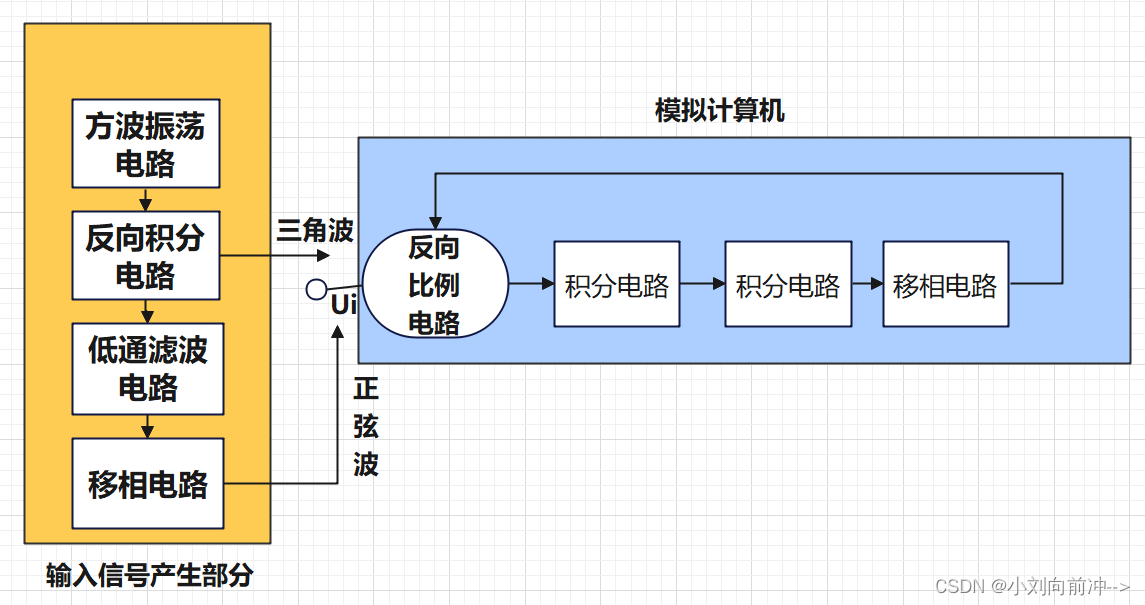 方波振荡
电路
反向积分
电路
低通滤波
电路
移相电路
输入信号产生部分
三角波
Ui
正
弦
波
模拟计算机
反向
比例
电路
积分电路
积分电路
移相电路
CSDN @小刘向前冲-->